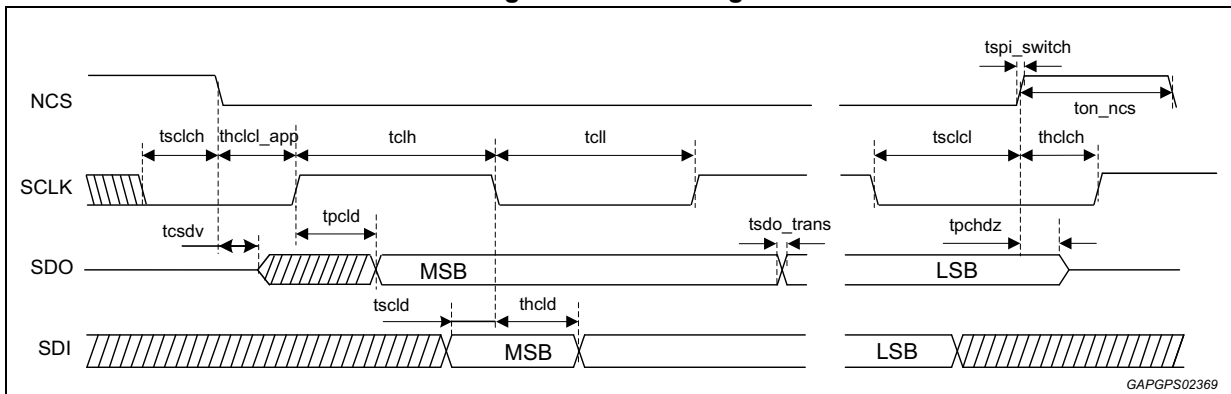 tspi_switch
NCS
ton_ncs
tsclch thclcl_app tclh tcll tsclcl thclch
SCLK
tcsdv tpcld tsdo_trans tpchdz
SDO MSB LSB
tscld thcld
SDI MSB LSB
GAPGPS02369